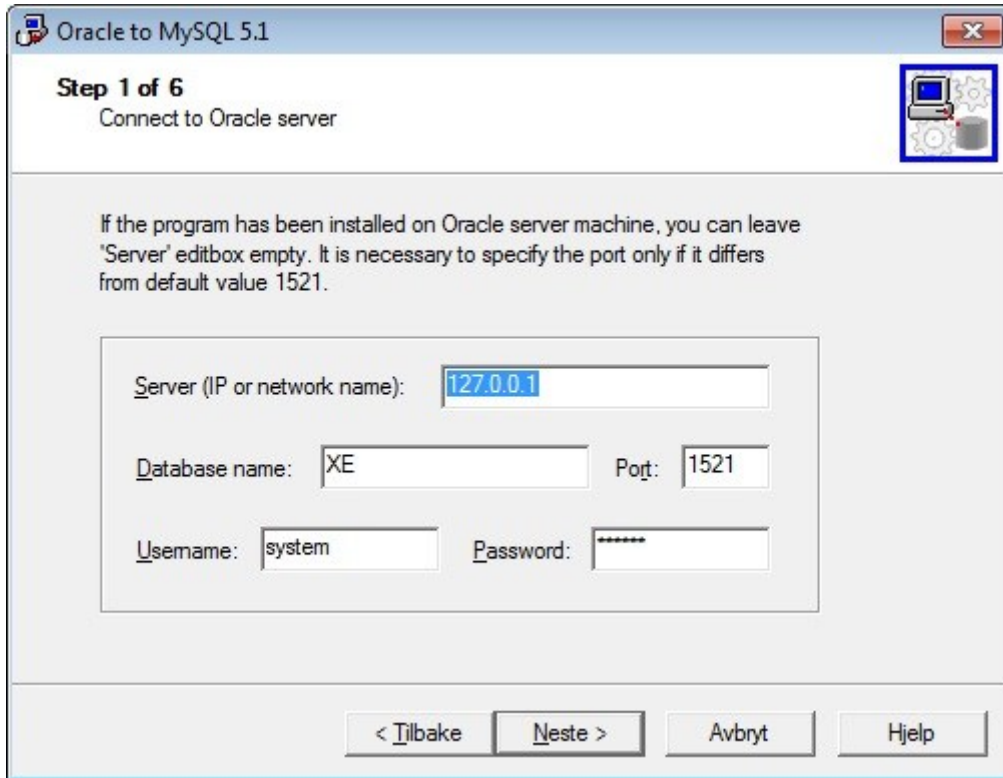 Oracle to MySQL 5.1
Step 1 of 6
Connect to Oracle server
If the program has been installed on Oracle server machine, you can leave
'Server' editbox empty. It is necessary to specify the port only if it differs
from default value 1521.
Server (IP or network name): 127.0.0.1
Database name: XE Port: 1521
Username: system Password: ******
< Tilbake Neste > Avbryt Hjelp